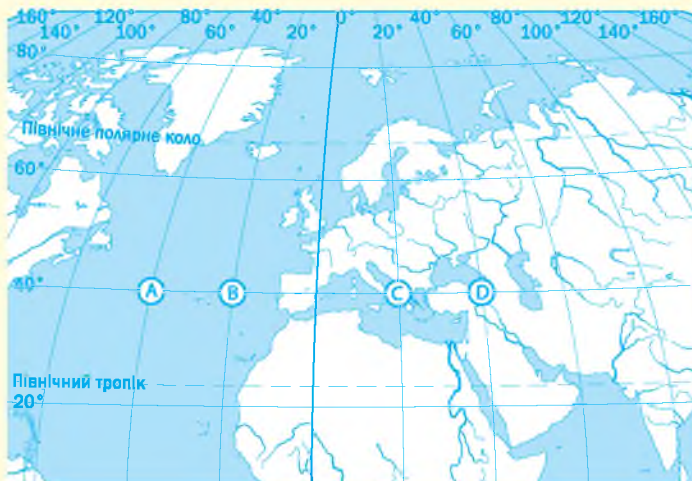 160° 120° 80° 60° 40° 0° 40° 80° 120° 160°
140° 100° 20° 20° 60° 100° 140°
80°
Північне полярне коло
60°
40° A B C D
Північний тропік
20°